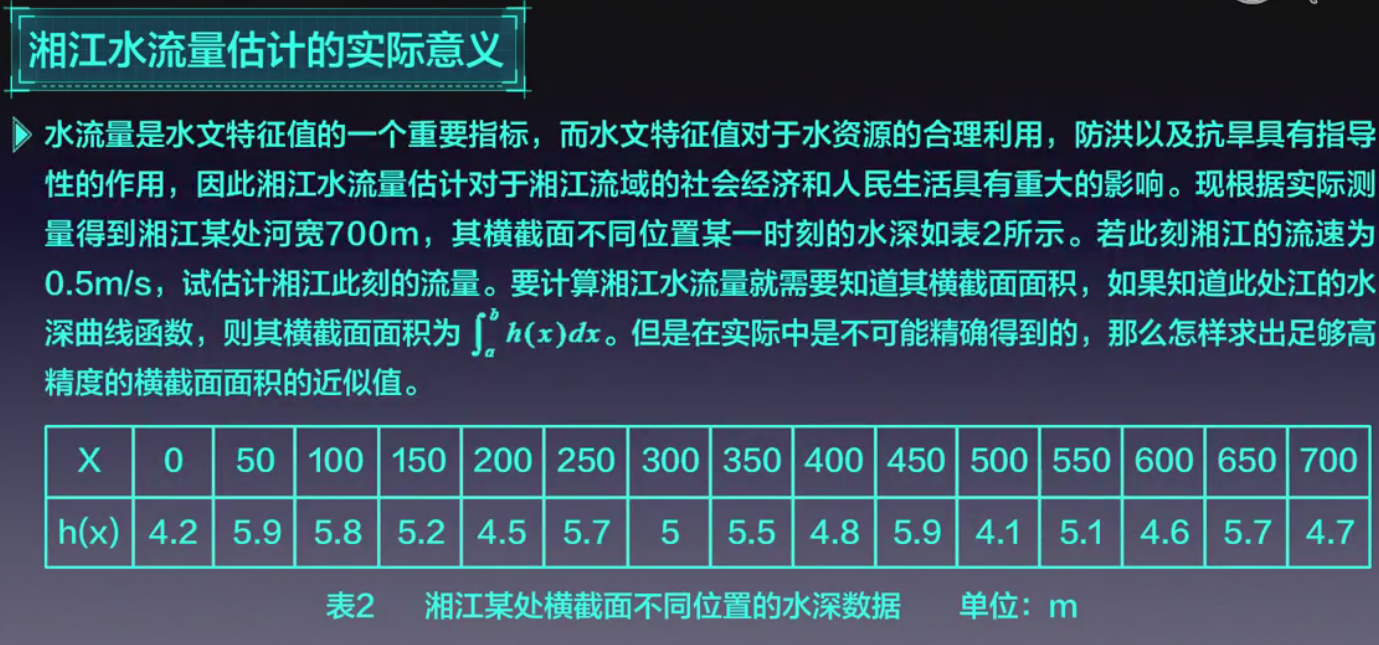 湘江水流量估计的实际意义
水流量是水文特征值的一个重要指标，而水文特征值对于水资源的合理利用，防洪以及抗旱具有指导
性的作用，因此湘江水流量估计对于湘江流域的社会经济和人民生活具有重大的影响。现根据实际测
量得到湘江某处河宽700m，其横截面不同位置某一时刻的水深如表2所示。若此刻湘江的流速为
0.5m/s，试估计湘江此刻的流量。要计算湘江水流量就需要知道其横截面面积，如果知道此处江的水
深曲线函数，则其横截面面积为 ∫_a^b h(x)dx。但是在实际中是不可能精确得到的，那么怎样求出足够高
精度的横截面面积的近似值。
X 0 50 100 150 200 250 300 350 400 450 500 550 600 650 700
h(x) 4.2 5.9 5.8 5.2 4.5 5.7 5 5.5 4.8 5.9 4.1 5.1 4.6 5.7 4.7
表2 湘江某处横截面不同位置的水深数据 单位：m